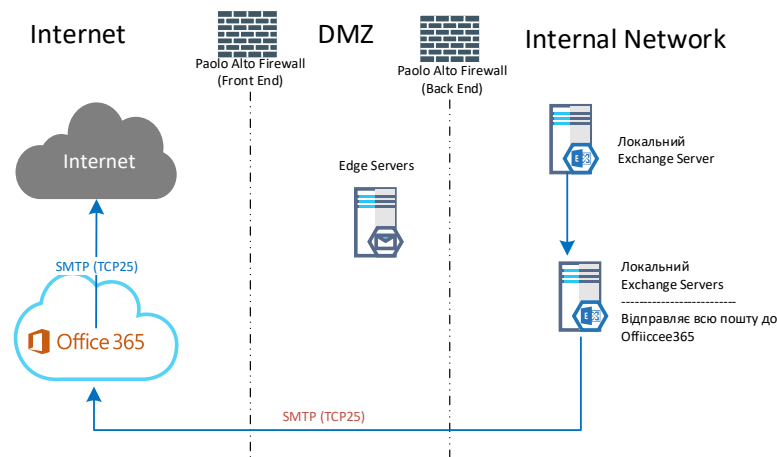 Internet
DMZ
Internal Network
Paolo Alto Firewall
(Front End)
Paolo Alto Firewall
(Back End)
Internet
Edge Servers
Локальний
Exchange Server
SMTP (TCP25)
Локальний
Exchange Servers
--------------------------
Відправляє всю пошту до
Offiiccee365
Office 365
SMTP (TCP25)